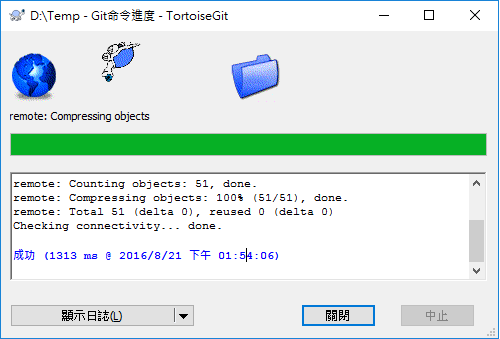 D:\Temp - Git命令進度 - TortoiseGit
remote: Compressing objects
remote: Counting objects: 51, done.
remote: Compressing objects: 100% (51/51), done.
remote: Total 51 (delta 0), reused 0 (delta 0)
Checking connectivity... done.
成功 (1313 ms @ 2016/8/21 下午 01:54:06)
顯示日誌(L)
關閉
中止